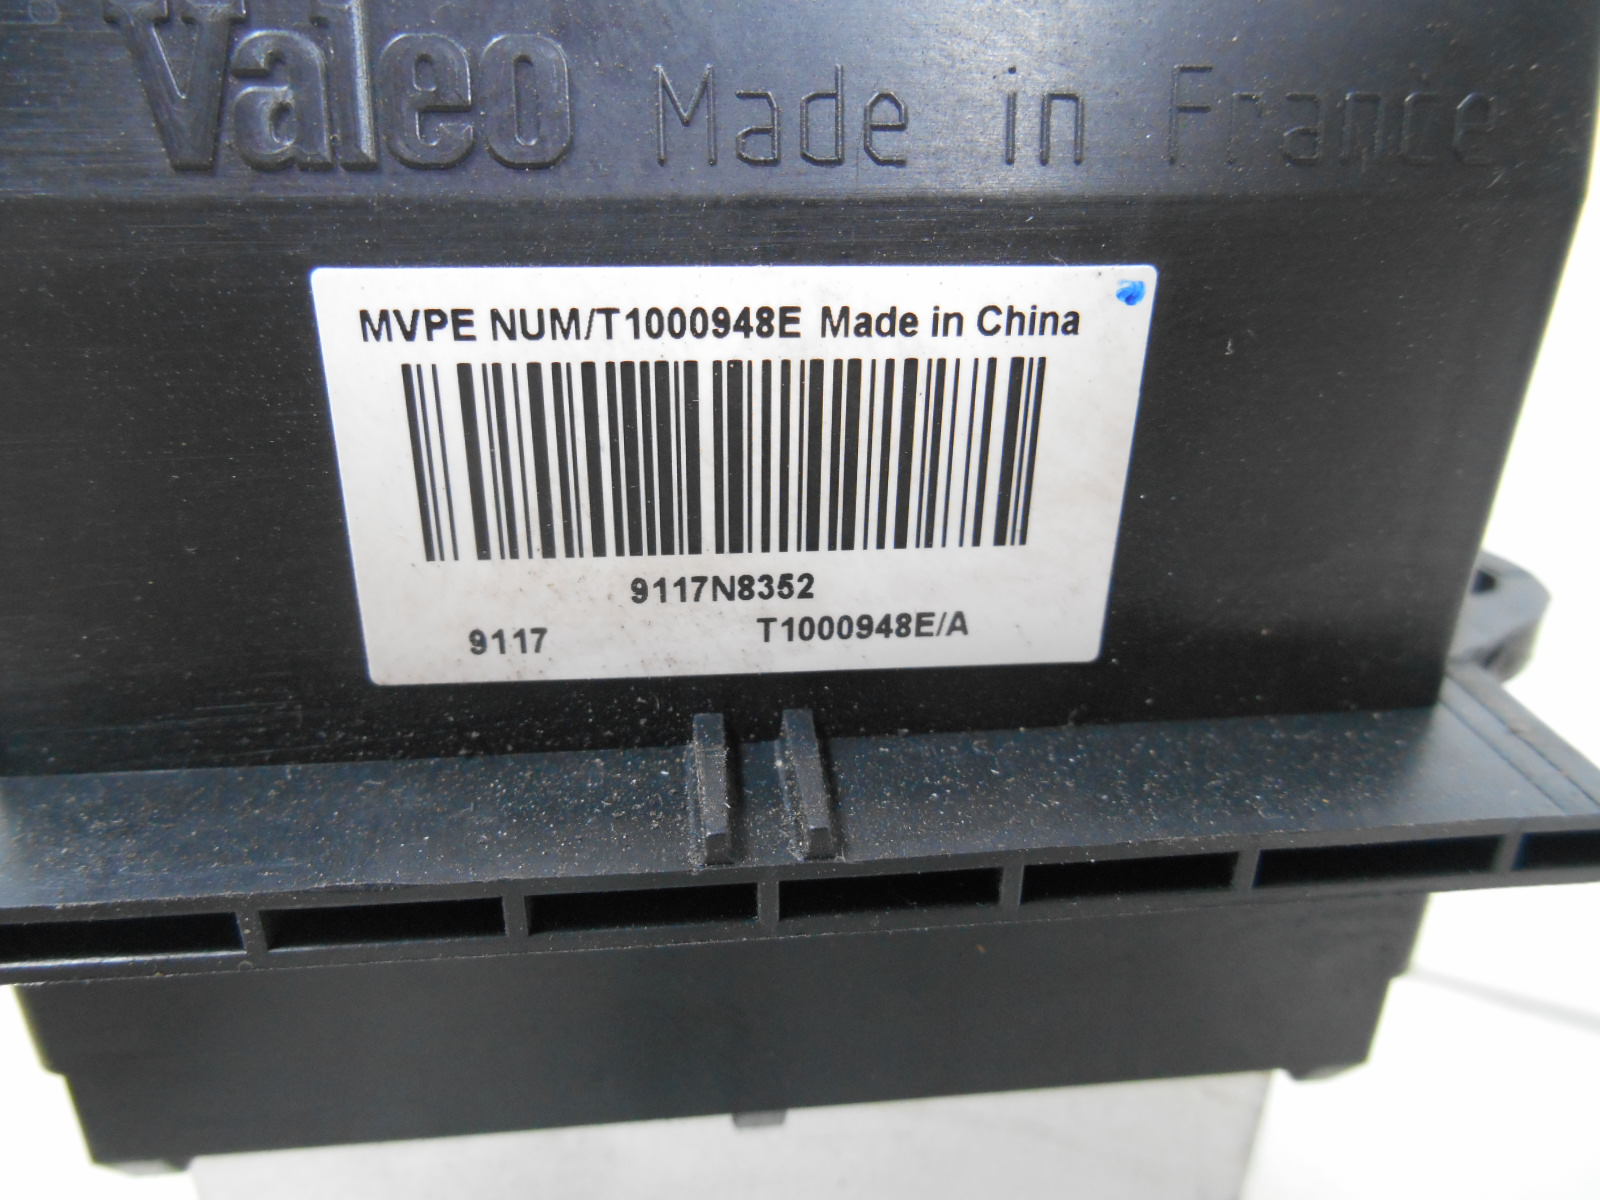 Valeo Made in France
MVPE NUM/T1000948E Made in China
9117N8352
9117 T1000948E/A